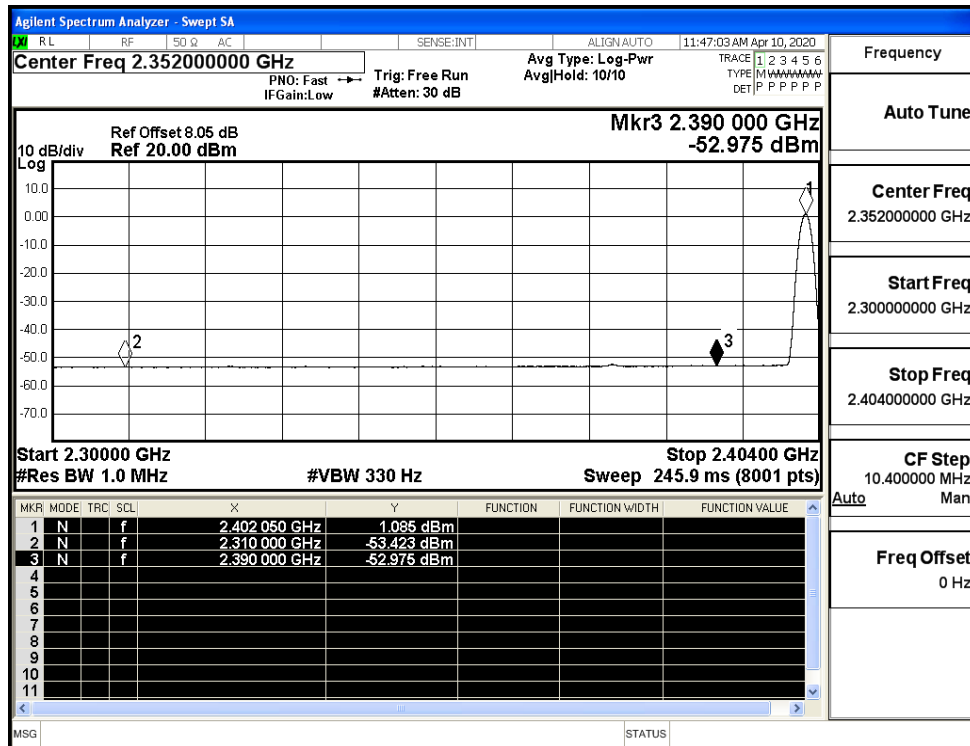 Agilent Spectrum Analyzer - Swept SA
LXI RL RF 50 Ω AC SENSE:INT ALIGN AUTO 11:47:03 AM Apr 10, 2020
Center Freq 2.352000000 GHz
PNO: Fast
IFGain:Low
Trig: Free Run
#Atten: 30 dB
Avg Type: Log-Pwr
Avg|Hold: 10/10
TRACE 1 2 3 4 5 6
TYPE M WWWWW
DET P P P P P P
Frequency
Auto Tune
Center Freq
2.352000000 GHz
Start Freq
2.300000000 GHz
Stop Freq
2.404000000 GHz
CF Step
10.400000 MHz
Auto Man
Freq Offset
0 Hz
Mkr3 2.390 000 GHz
-52.975 dBm
Ref Offset 8.05 dB
10 dB/div Ref 20.00 dBm
Log
10.0
0.00
-10.0
-20.0
-30.0
-40.0
-50.0
-60.0
-70.0
1
2
3
Start 2.30000 GHz Stop 2.40400 GHz
#Res BW 1.0 MHz #VBW 330 Hz Sweep 245.9 ms (8001 pts)
MKR MODE TRC SCL X Y FUNCTION FUNCTION WIDTH FUNCTION VALUE
1 N f 2.402 050 GHz 1.085 dBm
2 N f 2.310 000 GHz -53.423 dBm
3 N f 2.390 000 GHz -52.975 dBm
4
5
6
7
8
9
10
11
MSG STATUS